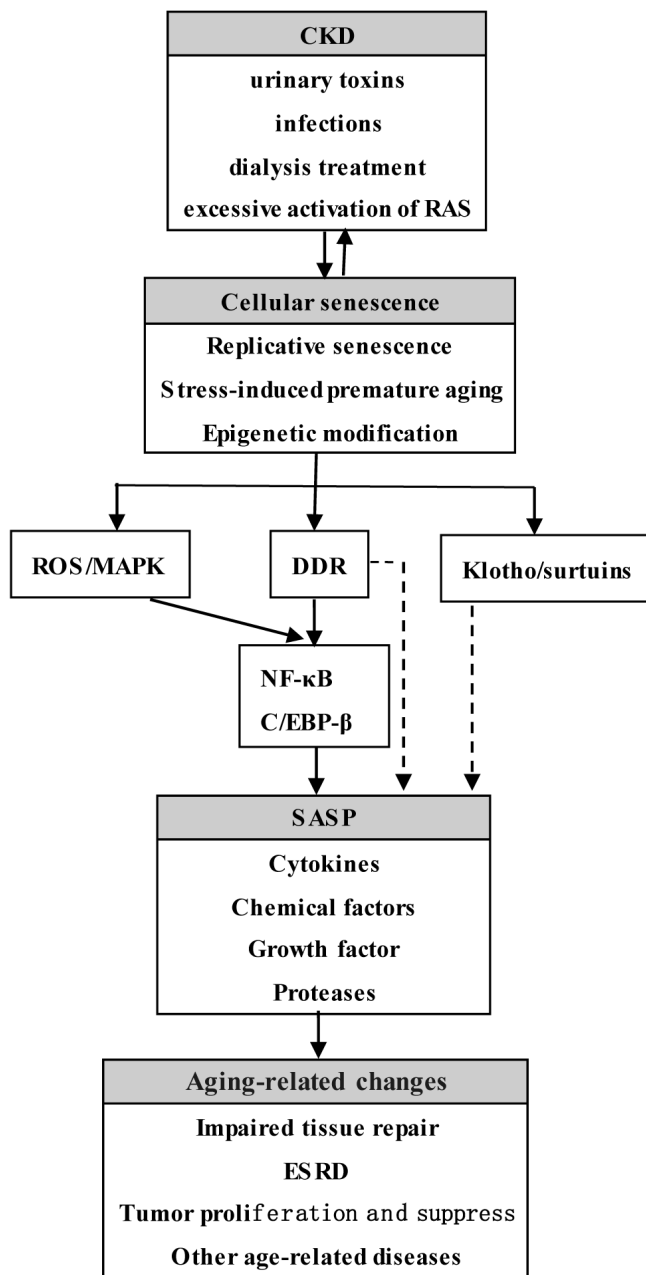 CKD
urinary toxins
infections
dialysis treatment
excessive activation of RAS
Cellular senescence
Replicative senescence
Stress-induced premature aging
Epigenetic modification
ROS/MAPK
DDR
Klotho/surtuins
NF-κB
C/EBP-β
SASP
Cytokines
Chemical factors
Growth factor
Proteases
Aging-related changes
Impaired tissue repair
ESRD
Tumor proliferation and suppress
Other age-related diseases